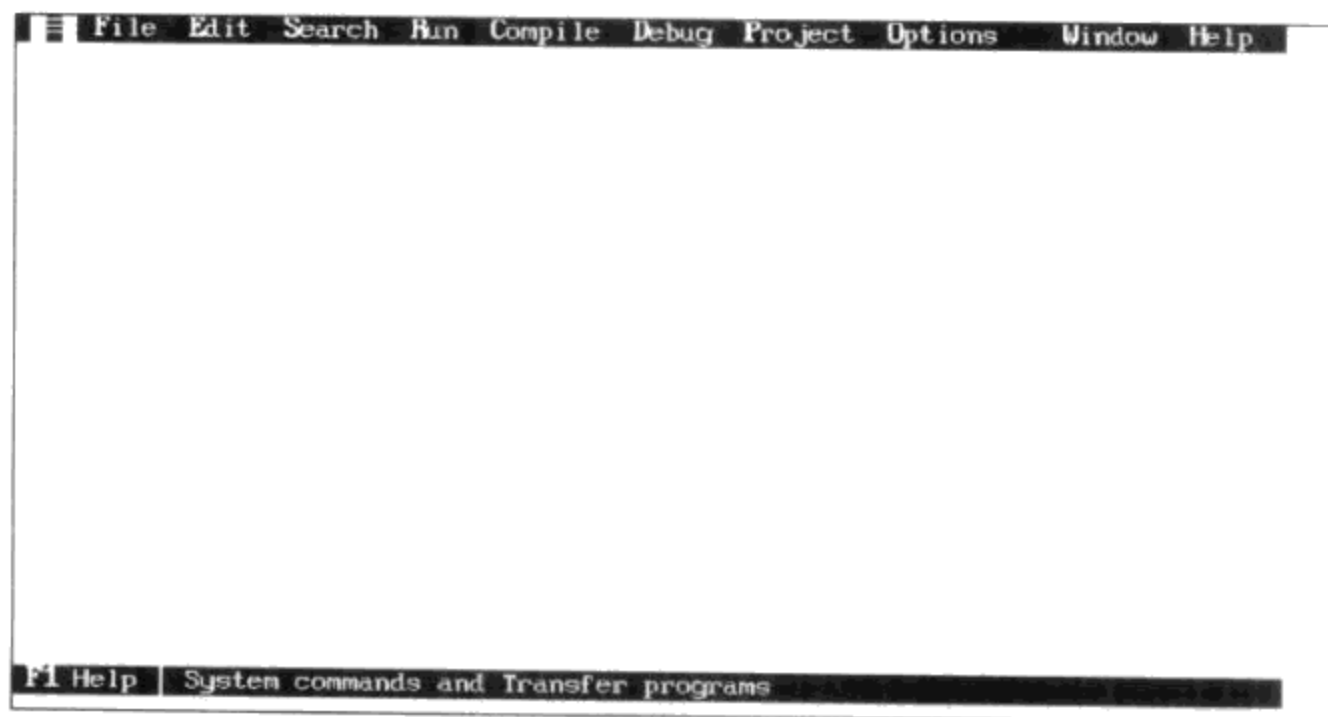 ≡ File Edit Search Run Compile Debug Project Options Window Help
F1 Help | System commands and Transfer programs